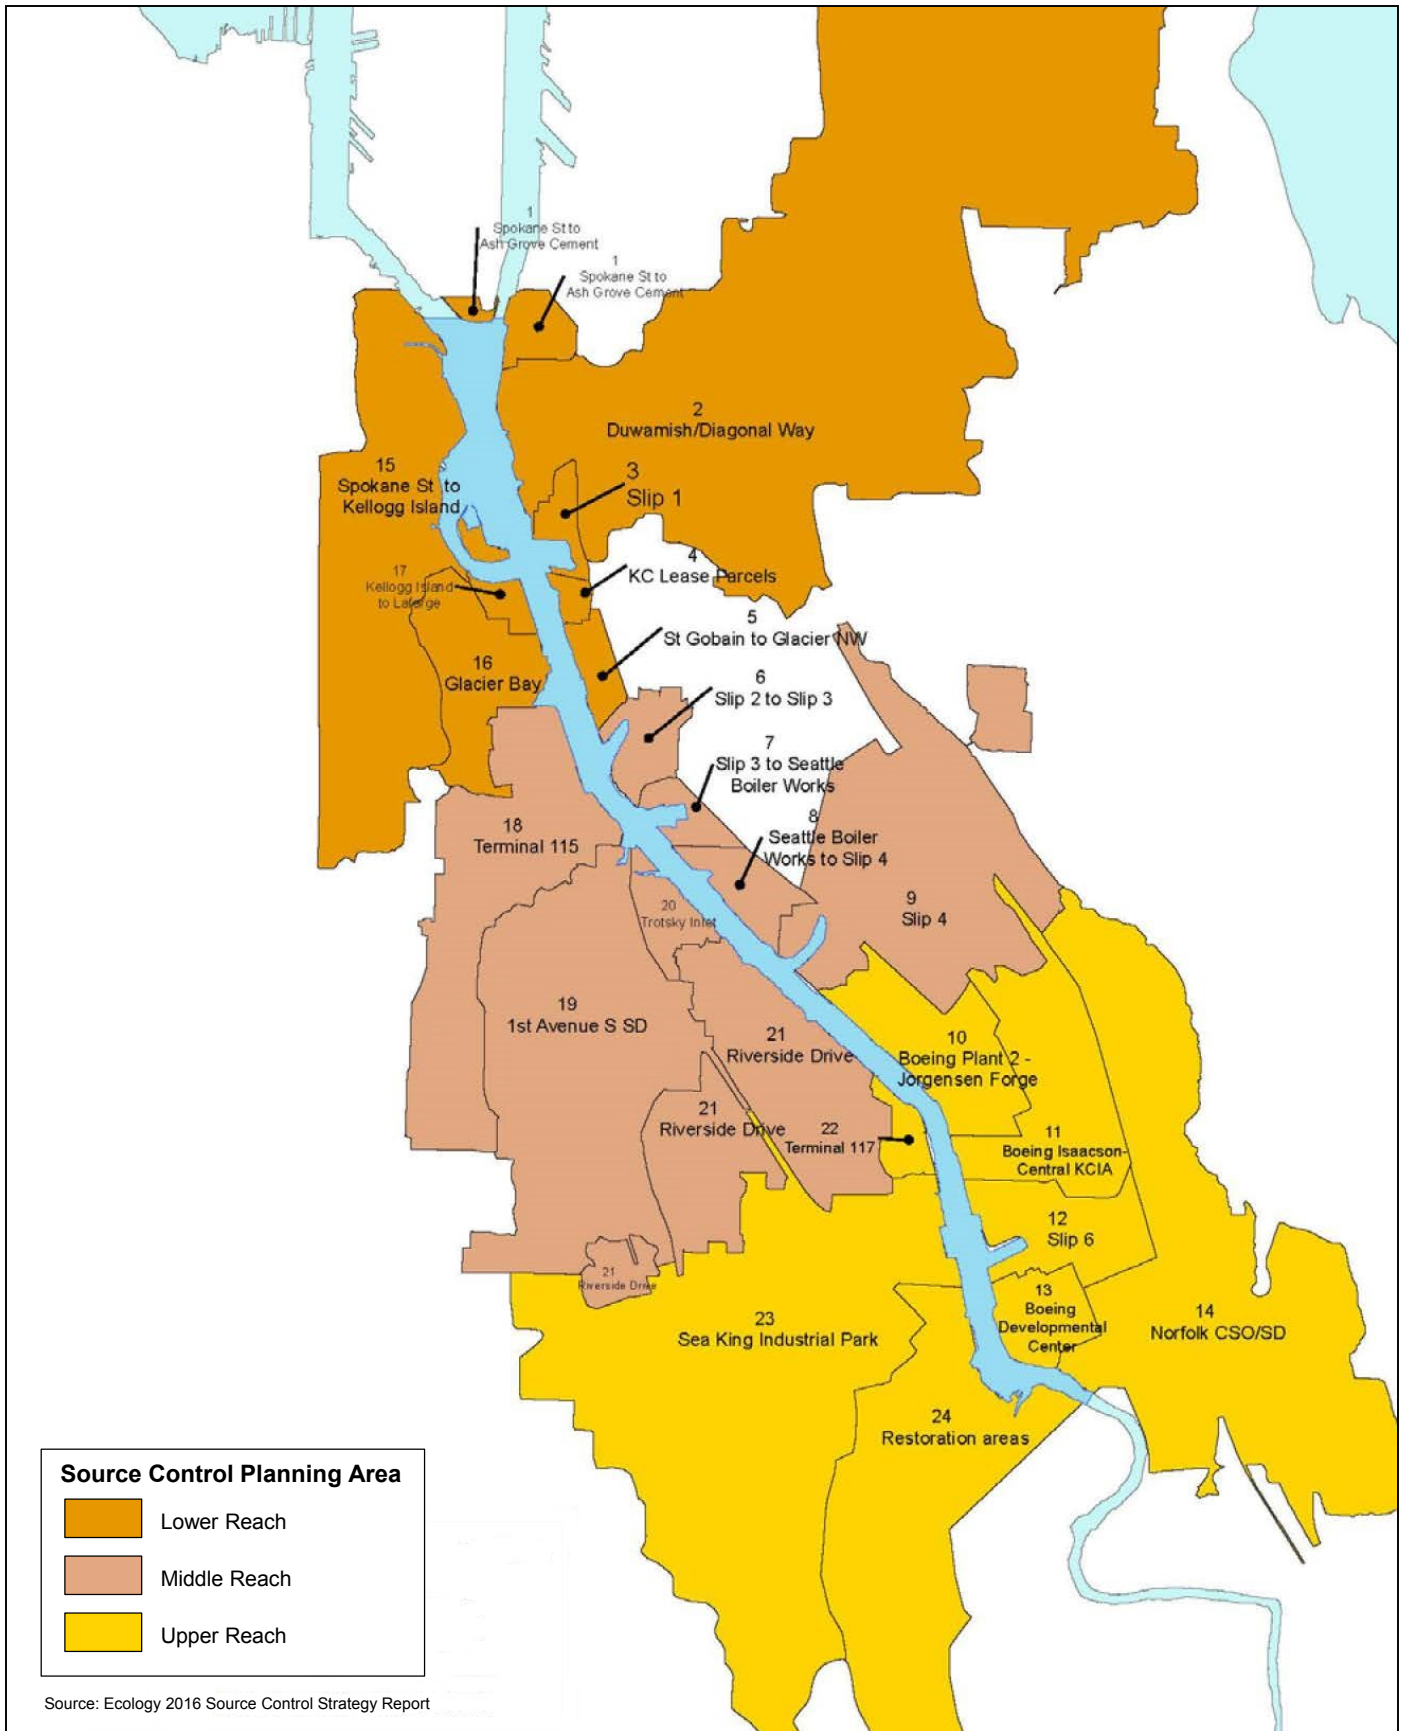 1
Spokane St to
Ash Grove Cement
1
Spokane St to
Ash Grove Cement
2
Duwamish/Diagonal Way
15
Spokane St to
Kellogg Island
3
Slip 1
4
KC Lease Parcels
17
Kellogg Island
to Lafarge
5
St Gobain to Glacier NW
16
Glacier Bay
6
Slip 2 to Slip 3
7
Slip 3 to Seattle
Boiler Works
18
Terminal 115
8
Seattle Boiler
Works to Slip 4
20
Trotsky Inlet
9
Slip 4
19
1st Avenue S SD
21
Riverside Drive
10
Boeing Plant 2 -
Jorgensen Forge
21
Riverside Drive
22
Terminal 117
11
Boeing Isaacson-
Central KCIA
12
Slip 6
21
Riverside Drive
13
Boeing
Developmental
Center
14
Norfolk CSO/SD
23
Sea King Industrial Park
24
Restoration areas
Source Control Planning Area
Lower Reach
Middle Reach
Upper Reach
Source: Ecology 2016 Source Control Strategy Report